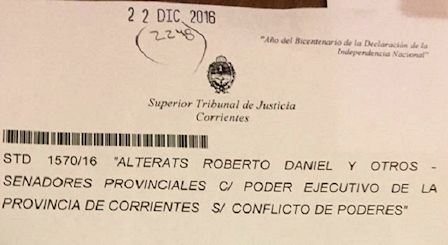 22 DIC. 2016
2248
"Año del Bicentenario de la Declaración de la
Independencia Nacional"
Superior Tribunal de Justicia
Corrientes
STD 1570/16 "ALTERATS ROBERTO DANIEL Y OTROS -
SENADORES PROVINCIALES C/ PODER EJECUTIVO DE LA
PROVINCIA DE CORRIENTES S/ CONFLICTO DE PODERES"